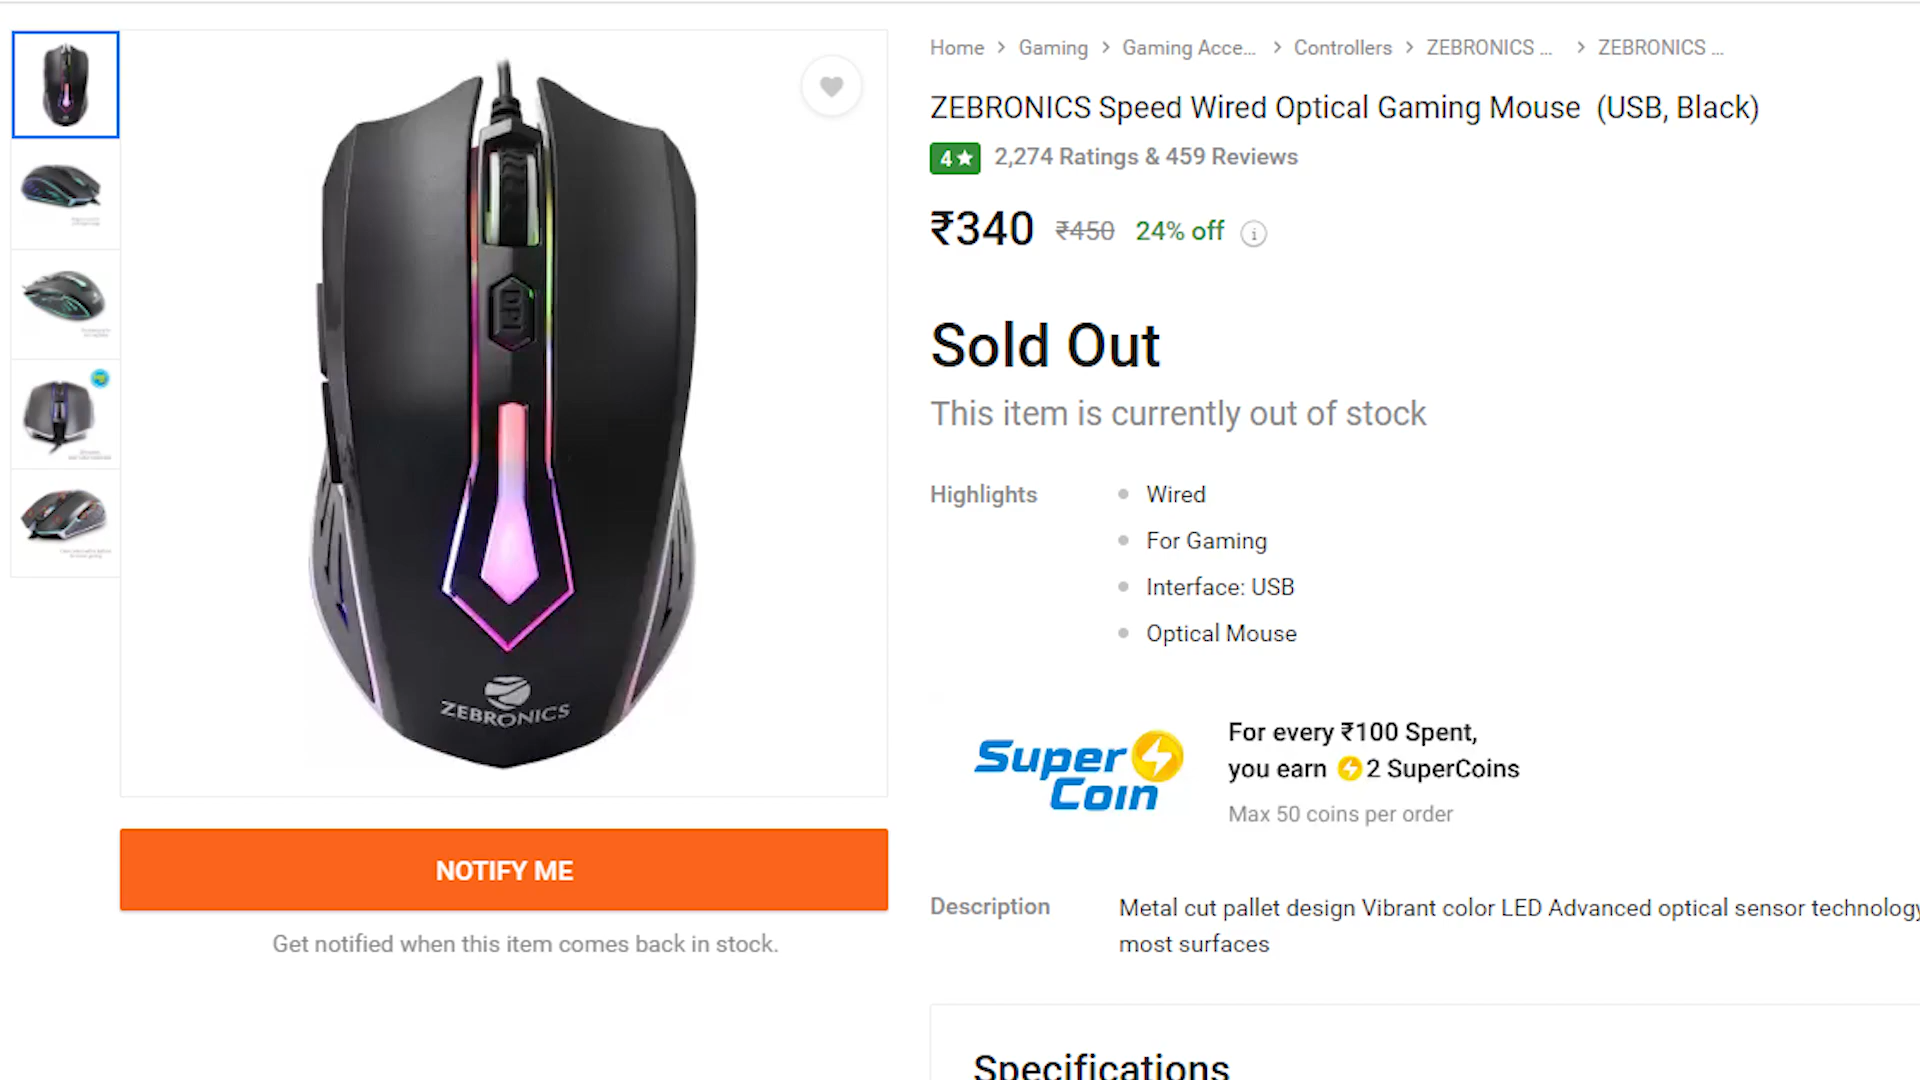 Home > Gaming > Gaming Acce... > Controllers > ZEBRONICS ... > ZEBRONICS ...
ZEBRONICS Speed Wired Optical Gaming Mouse (USB, Black)
4★ 2,274 Ratings & 459 Reviews
₹340 ₹450 24% off i
Sold Out
This item is currently out of stock
Highlights
Wired
For Gaming
Interface: USB
Optical Mouse
Super Coin
For every ₹100 Spent,
you earn 2 SuperCoins
Max 50 coins per order
Description
Metal cut pallet design Vibrant color LED Advanced optical sensor technology
most surfaces
Specifications
DPI
ZEBRONICS
NOTIFY ME
Get notified when this item comes back in stock.